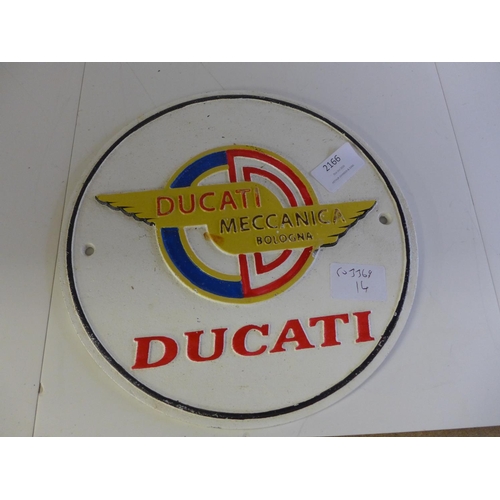 2166
DUCATI
MECCANICA
BOLOGNA
14
DUCATI